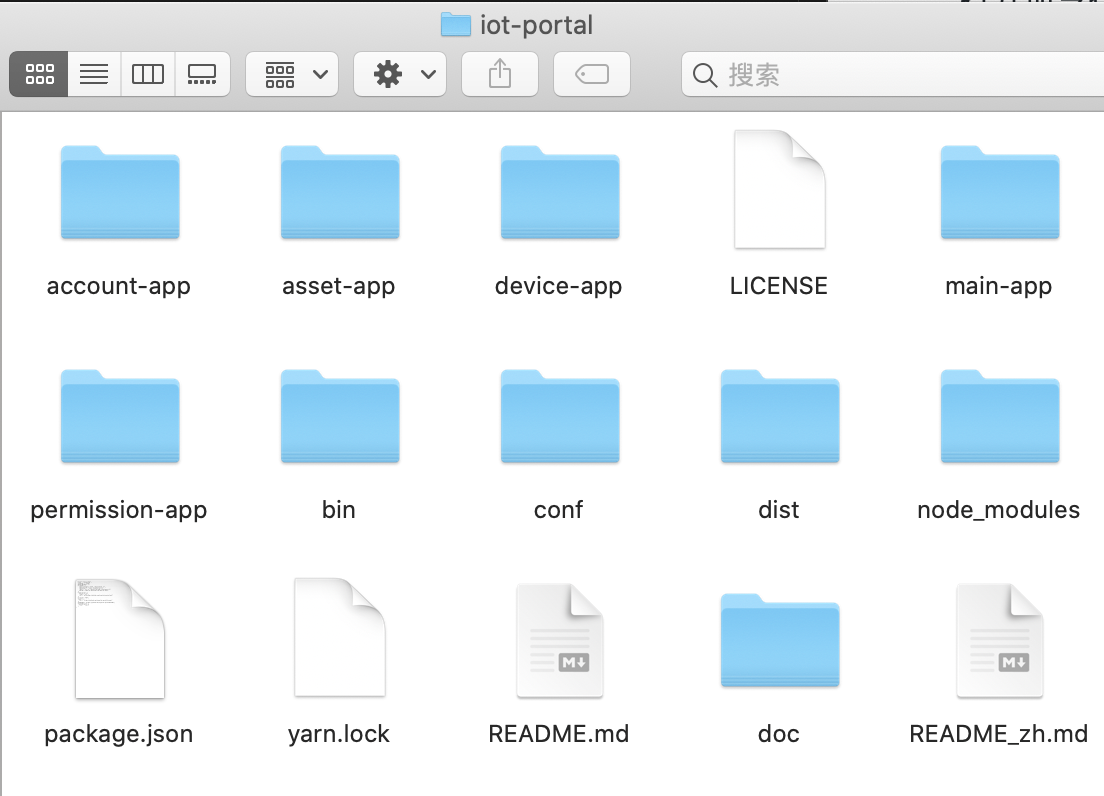 iot-portal
搜索
account-app
asset-app
device-app
LICENSE
main-app
permission-app
bin
conf
dist
node_modules
package.json
yarn.lock
M↓
README.md
doc
M↓
README_zh.md